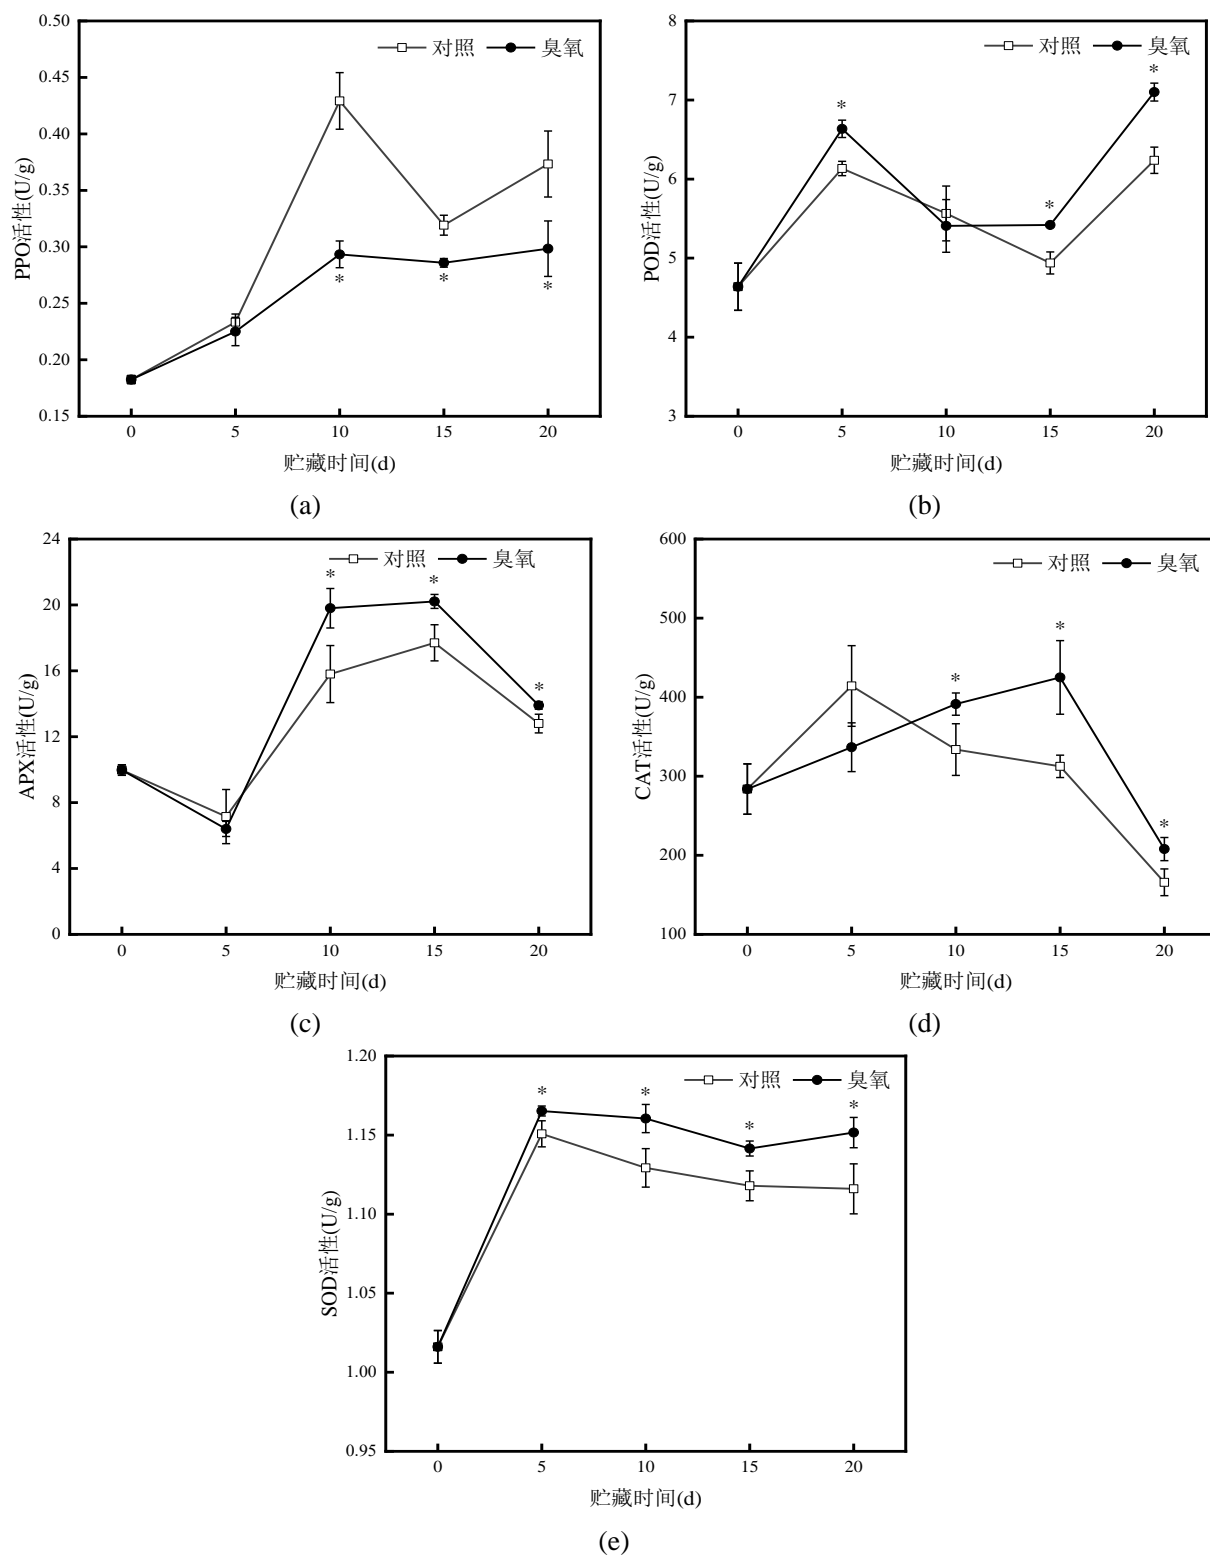 对照 臭氧
PPO活性(U/g)
0.50
0.45
0.40
0.35
0.30
0.25
0.20
0.15
* * *
0 5 10 15 20
贮藏时间(d)
(a)
对照 臭氧
POD活性(U/g)
8
7
6
5
4
3
* * *
0 5 10 15 20
贮藏时间(d)
(b)
对照 臭氧
APX活性(U/g)
24
20
16
12
8
4
0
* * *
0 5 10 15 20
贮藏时间(d)
(c)
对照 臭氧
CAT活性(U/g)
600
500
400
300
200
100
* * *
0 5 10 15 20
贮藏时间(d)
(d)
对照 臭氧
SOD活性(U/g)
1.20
1.15
1.10
1.05
1.00
0.95
* * * *
0 5 10 15 20
贮藏时间(d)
(e)